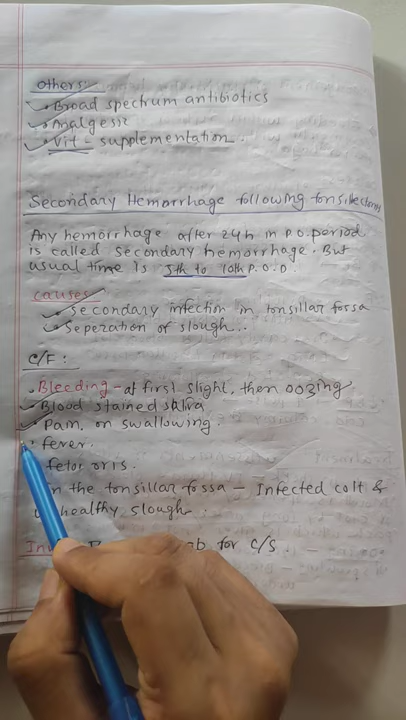 Others:
Broad spectrum antibiotics
Analgesic
Vit - supplementation.
Secondary Hemorrhage following tonsillectomy
Any hemorrhage after 24h in P.O. period
is called secondary hemorrhage. But
usual time is 5th to 10th P.O.D.
Causes:
Secondary infection in tonsillar fossa
Seperation of slough..
C/F:
Bleeding - at first slight, then oozing
Blood stained saliva
Pain on swallowing.
fever.
fetor oris.
In the tonsillar fossa - Infected colt &
healthy slough.
for C/S.